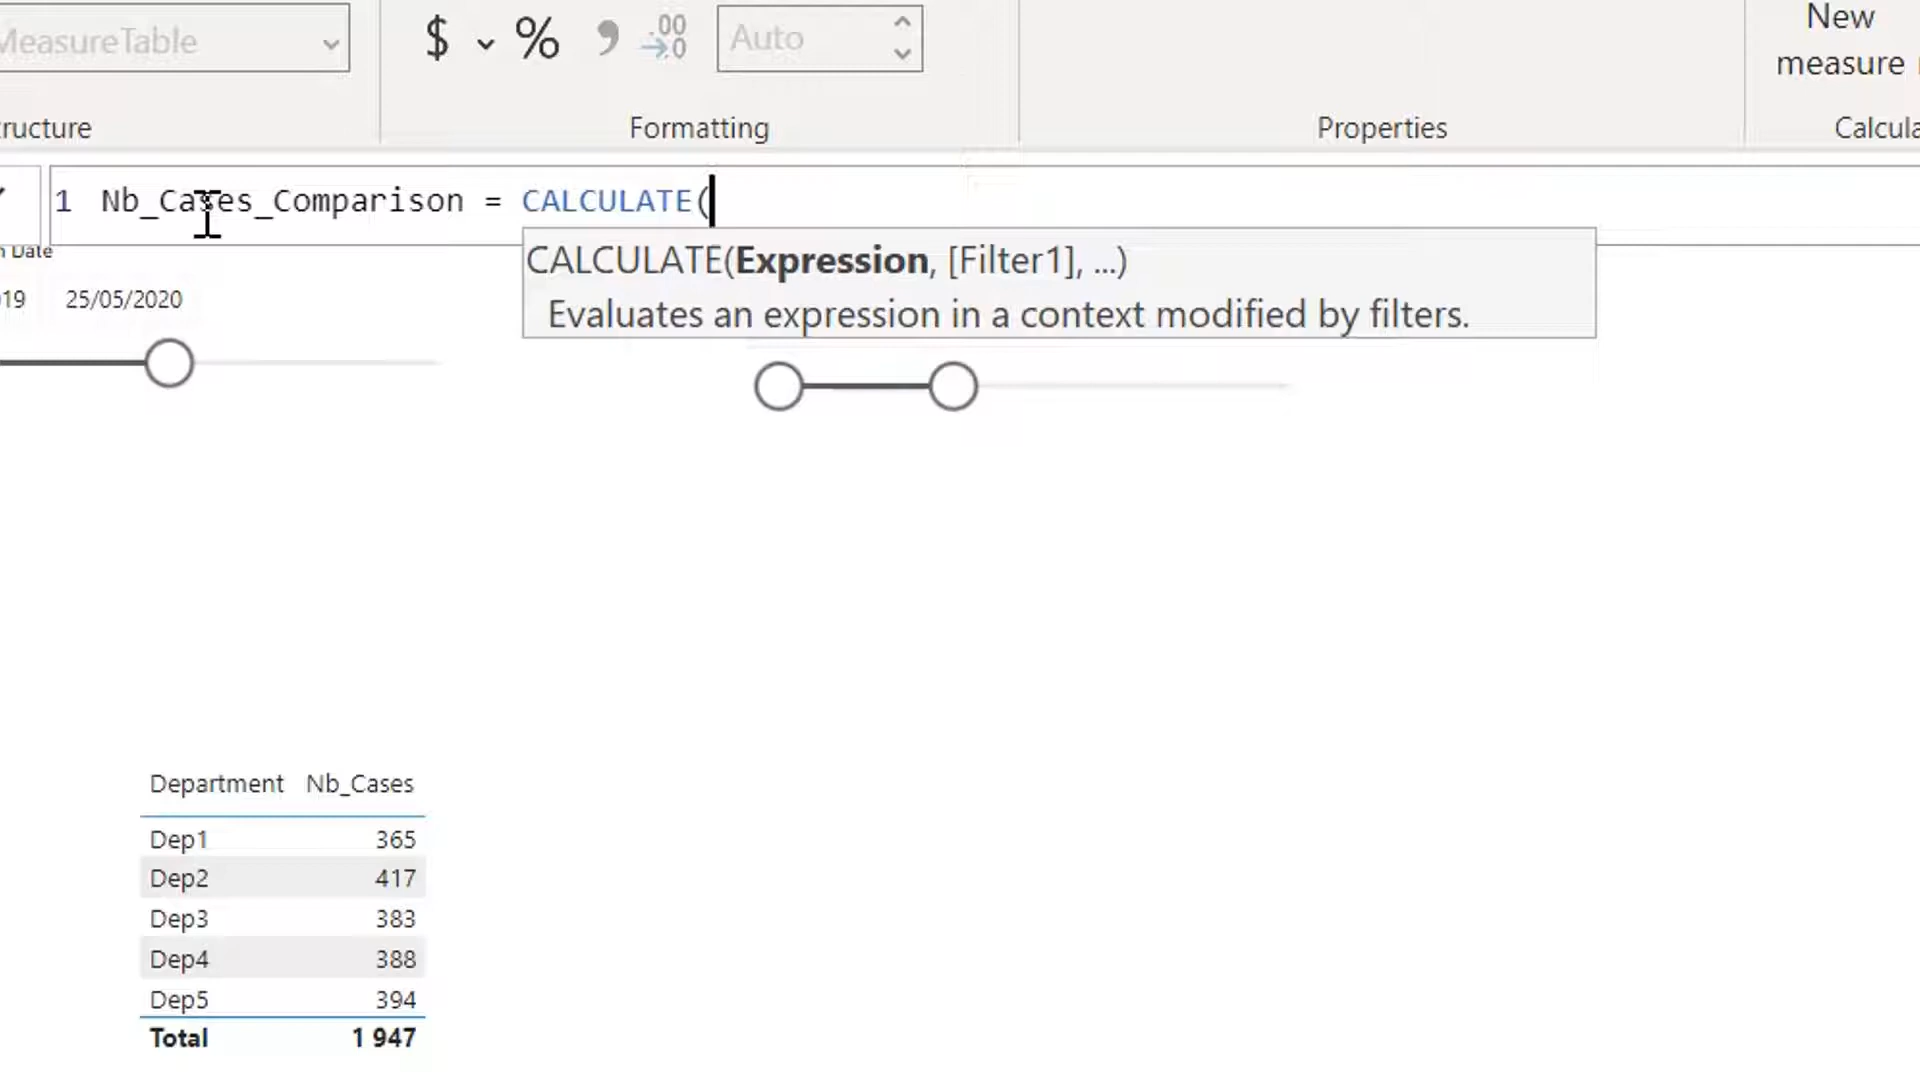 MeasureTable
$ % , .00 →.0 Auto
New
measure
ructure
Formatting
Properties
Calcula
1 Nb_Cases_Comparison = CALCULATE(
CALCULATE(Expression, [Filter1], ...)
Evaluates an expression in a context modified by filters.
n Date
19 25/05/2020
Department Nb_Cases
Dep1 365
Dep2 417
Dep3 383
Dep4 388
Dep5 394
Total 1 947